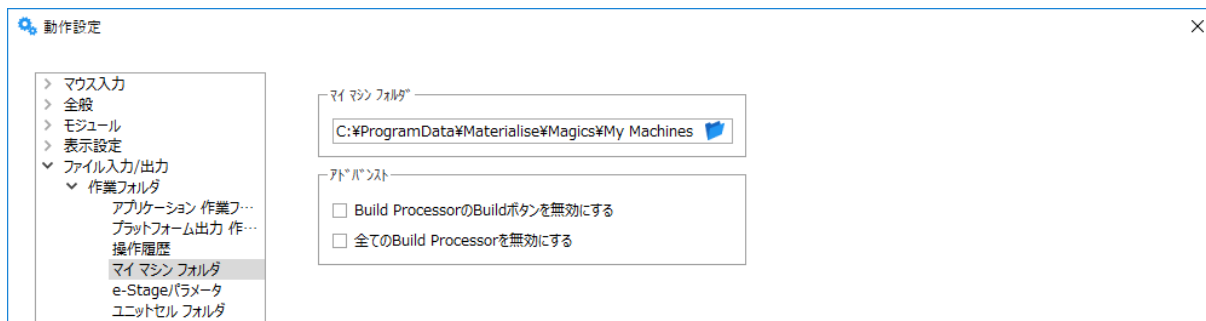 動作設定
マウス入力
全般
モジュール
表示設定
ファイル入力/出力
作業フォルダ
アプリケーション 作業フ…
プラットフォーム出力 作…
操作履歴
マイ マシン フォルダ
e-Stageパラメータ
ユニットセル フォルダ
ﾏｲ ﾏｼﾝ ﾌｫﾙﾀﾞ
C:¥ProgramData¥Materialise¥Magics¥My Machines
ｱﾄﾞﾊﾞﾝｽﾄ
Build ProcessorのBuildボタンを無効にする
全てのBuild Processorを無効にする